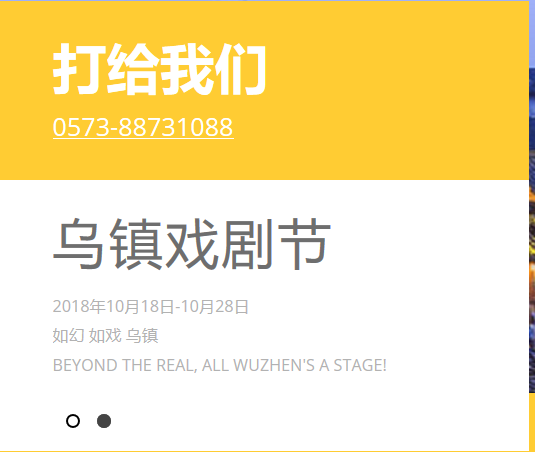 打给我们
0573-88731088
乌镇戏剧节
2018年10月18日-10月28日
如幻 如戏 乌镇
BEYOND THE REAL, ALL WUZHEN'S A STAGE!